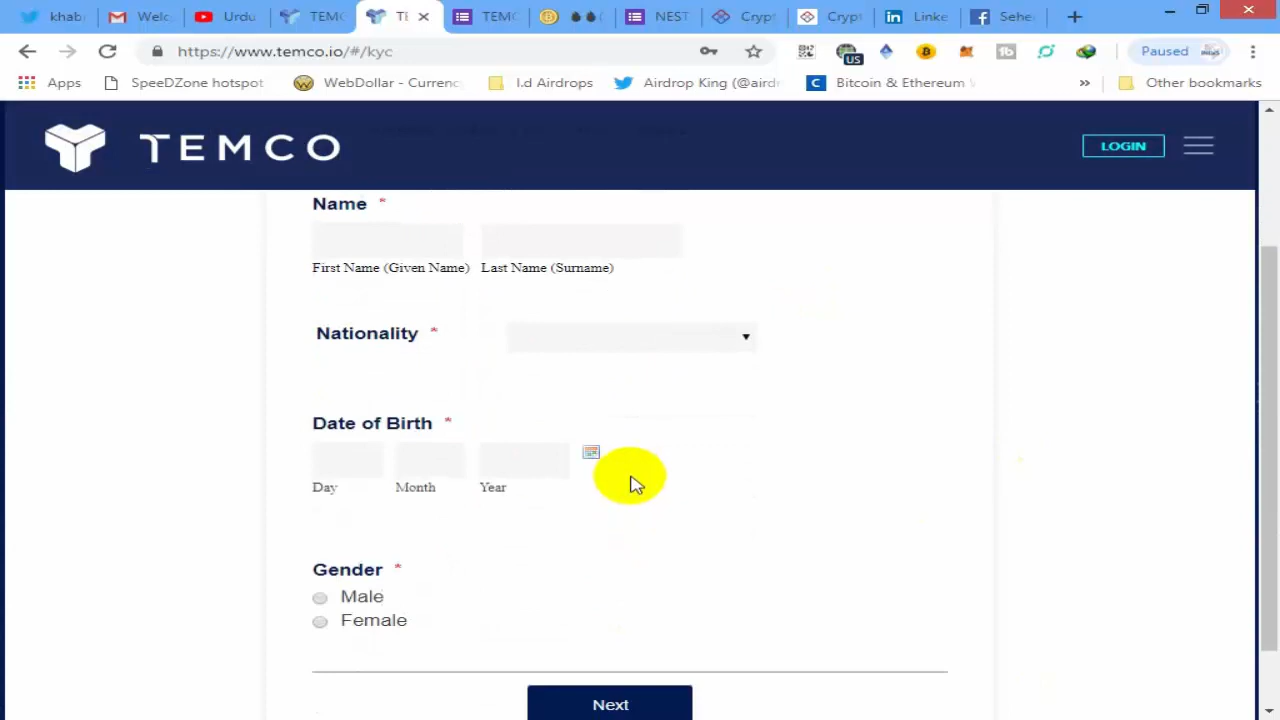 khab
Welc
Urdu
TEMC
TE
TEMC
NEST
Crypt
Crypt
Linke
Sehe
https://www.temco.io/#/kyc
US
Paused
Apps
SpeeDZone hotspot
WebDollar - Currenc
I.d Airdrops
Airdrop King (@aird
Bitcoin & Ethereum
»
Other bookmarks
TEMCO
LOGIN
Name *
First Name (Given Name) Last Name (Surname)
Nationality *
Date of Birth *
Day Month Year
Gender *
Male
Female
Next